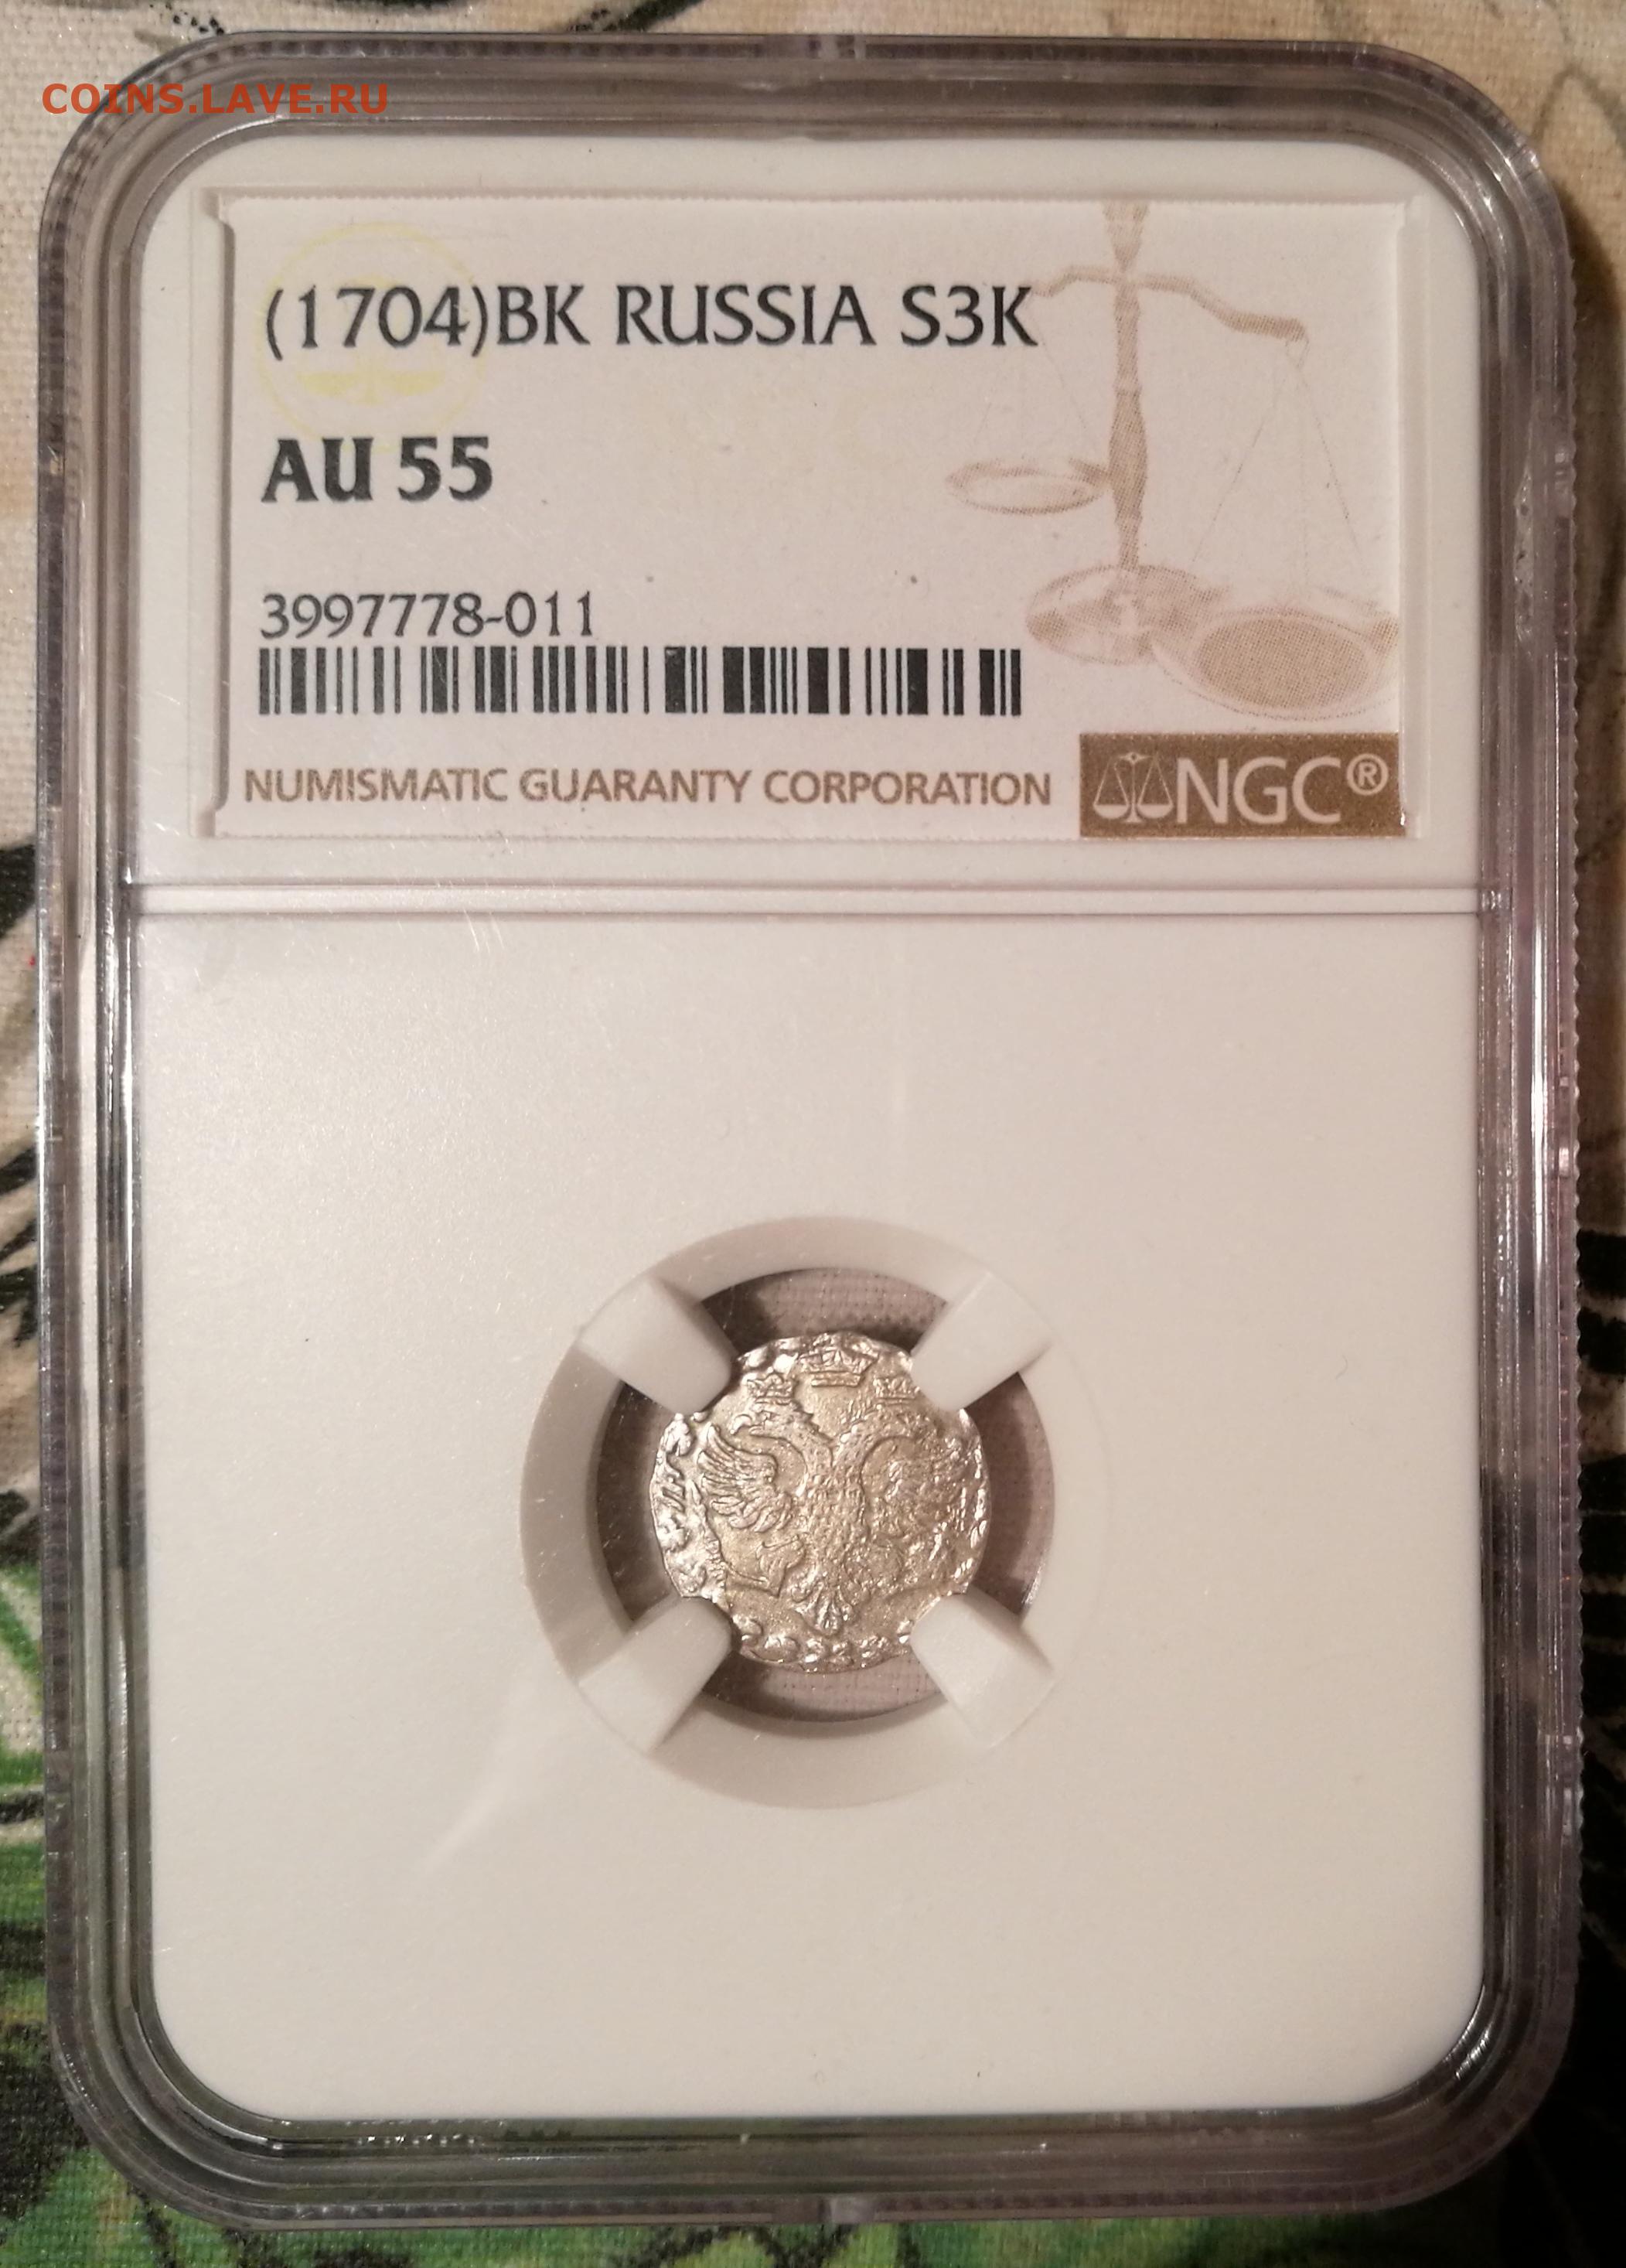 COINS.LAVE.RU
(1704)BK RUSSIA S3K
AU 55
3997778-011
NUMISMATIC GUARANTY CORPORATION NGC®